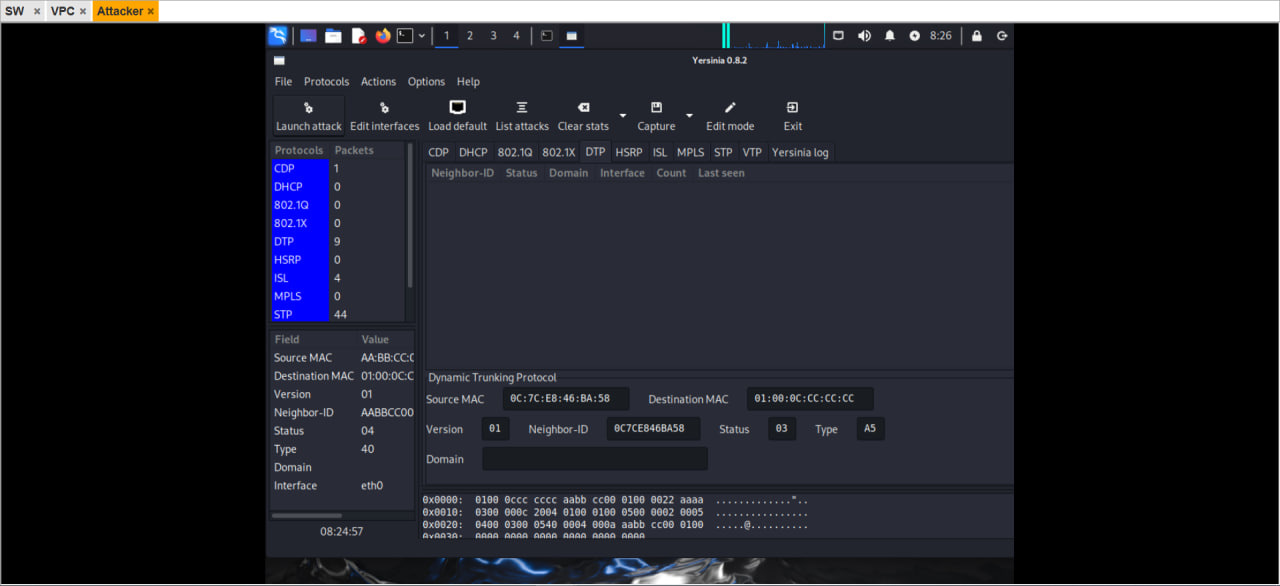 SW × VPC × Attacker ×
1 2 3 4 8:26
Yersinia 0.8.2
File Protocols Actions Options Help
Launch attack Edit interfaces Load default List attacks Clear stats Capture Edit mode Exit
Protocols Packets
CDP 1
DHCP 0
802.1Q 0
802.1X 0
DTP 9
HSRP 0
ISL 4
MPLS 0
STP 44
CDP DHCP 802.1Q 802.1X DTP HSRP ISL MPLS STP VTP Yersinia log
Neighbor-ID Status Domain Interface Count Last seen
Field Value
Source MAC AA:BB:CC:0
Destination MAC 01:00:0C:C
Version 01
Neighbor-ID AABBCC00
Status 04
Type 40
Domain
Interface eth0
08:24:57
Dynamic Trunking Protocol
Source MAC 0C:7C:E8:46:BA:58 Destination MAC 01:00:0C:CC:CC:CC
Version 01 Neighbor-ID 0C7CE846BA58 Status 03 Type A5
Domain
0x0000: 0100 0ccc cccc aabb cc00 0100 0022 aaaa ............."..
0x0010: 0300 000c 2004 0100 0100 0500 0002 0005 ................
0x0020: 0400 0300 0540 0004 000a aabb cc00 0100 .....@..........
0x0030: 0000 0000 0000 0000 0000 0000